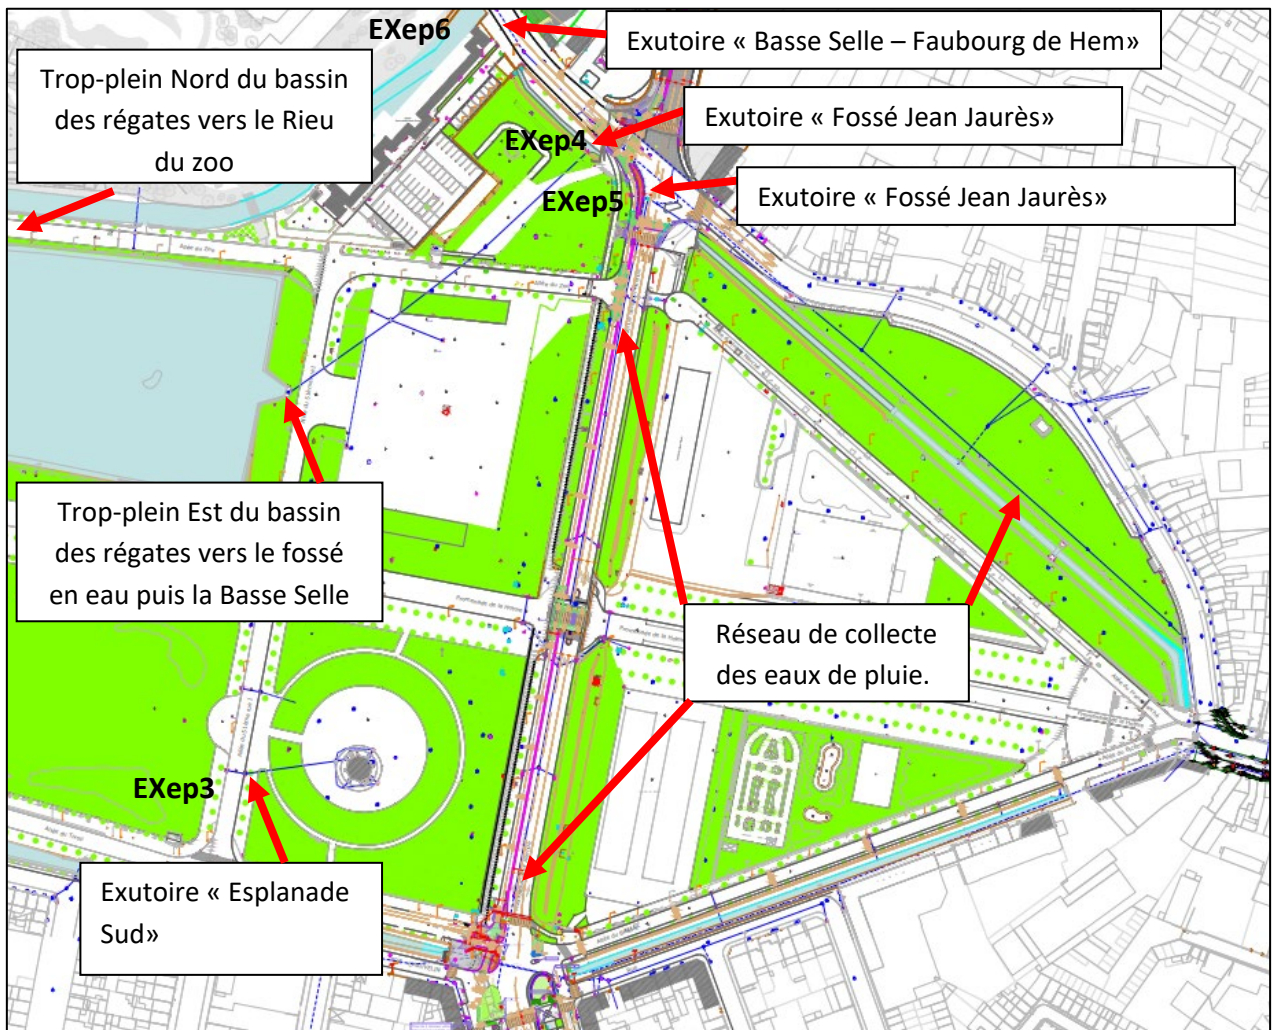 EXep6
Exutoire « Basse Selle – Faubourg de Hem»
Trop-plein Nord du bassin
des régates vers le Rieu
du zoo
Exutoire « Fossé Jean Jaurès»
EXep4
Exutoire « Fossé Jean Jaurès»
EXep5
Trop-plein Est du bassin
des régates vers le fossé
en eau puis la Basse Selle
Réseau de collecte
des eaux de pluie.
EXep3
Exutoire « Esplanade
Sud»